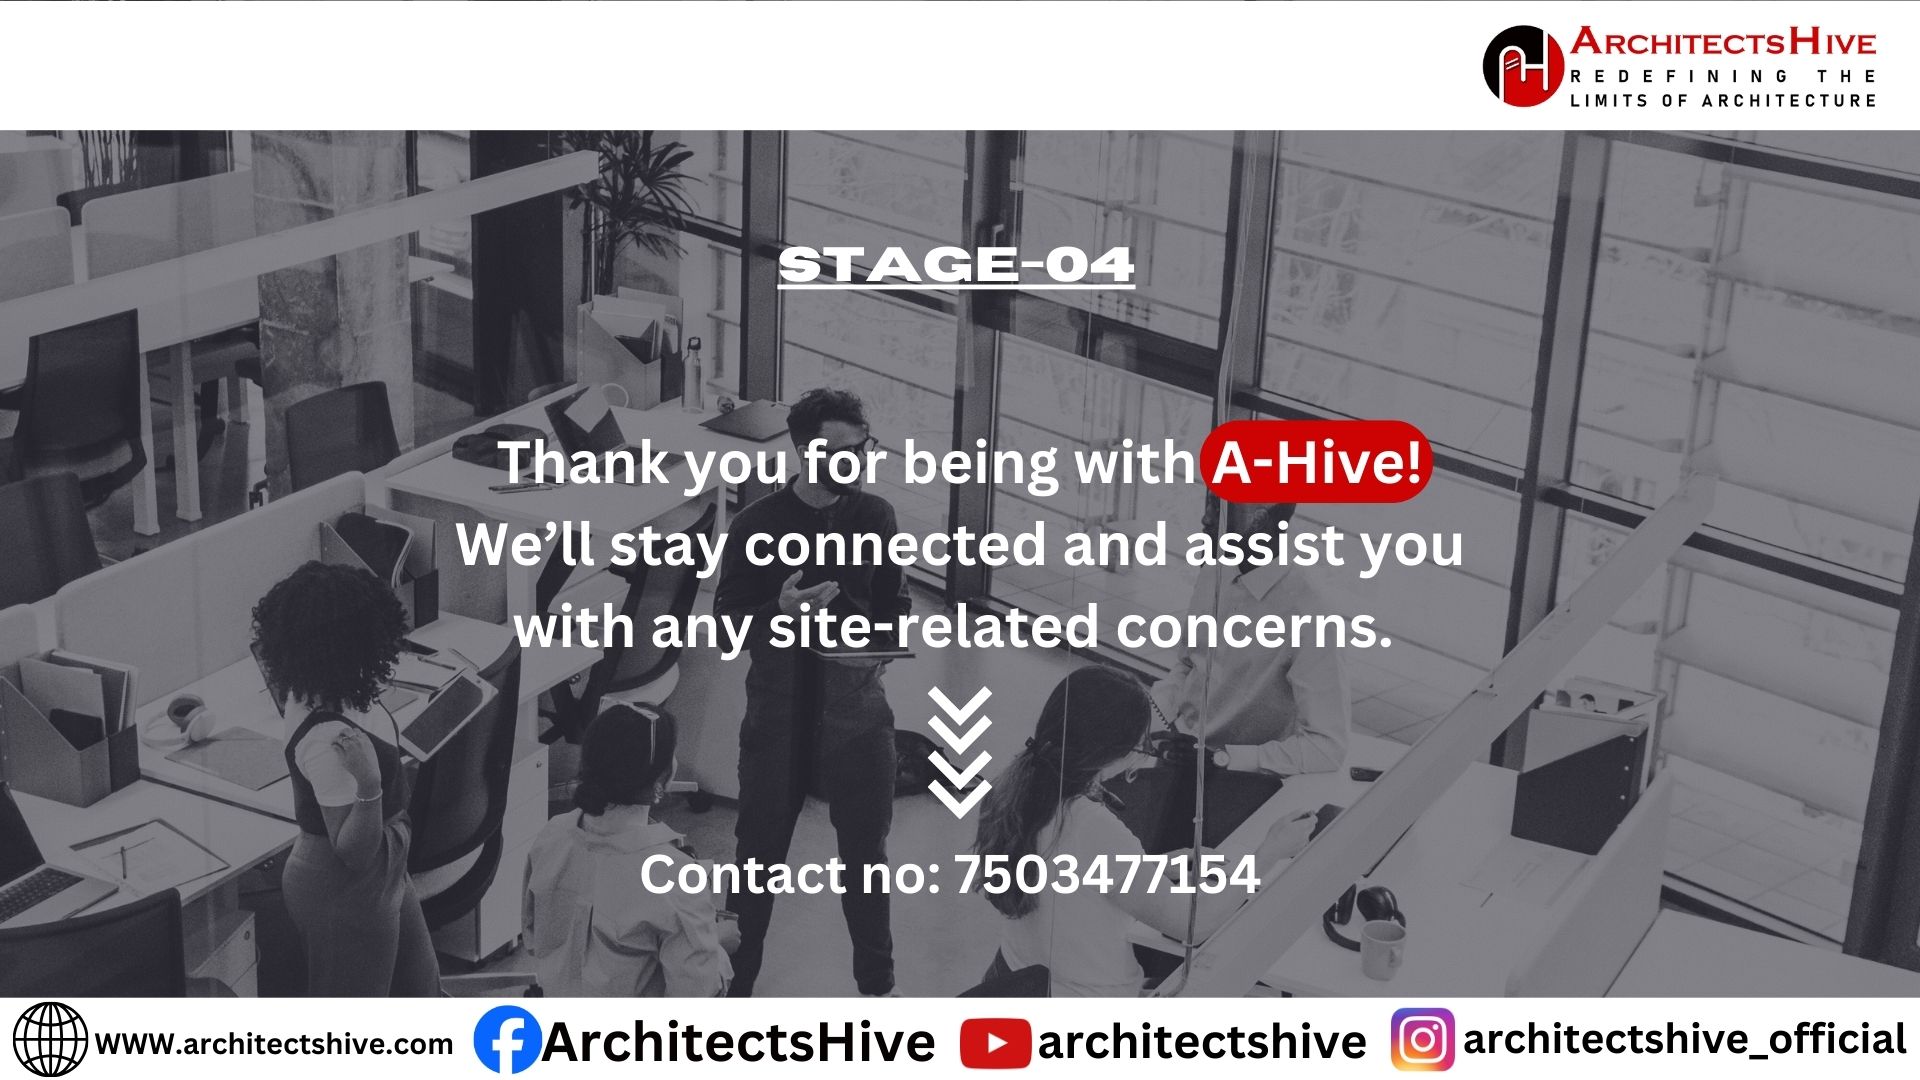 ARCHITECTSHIVE
REDEFINING THE
LIMITS OF ARCHITECTURE
STAGE-04
Thank you for being with A-Hive!
We’ll stay connected and assist you
with any site-related concerns.
Contact no: 7503477154
www.architectshive.com ArchitectsHive architectshive architectshive_official